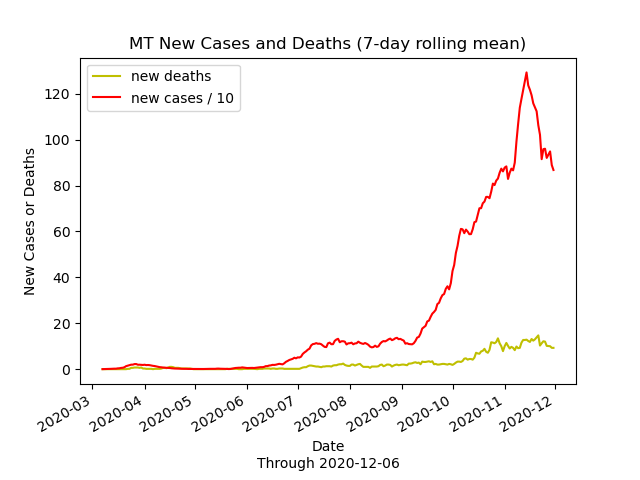 MT New Cases and Deaths (7-day rolling mean)
new deaths
new cases / 10
120
100
80
60
40
20
0
New Cases or Deaths
2020-03
2020-04
2020-05
2020-06
2020-07
2020-08
2020-09
2020-10
2020-11
2020-12
Date
Through 2020-12-06